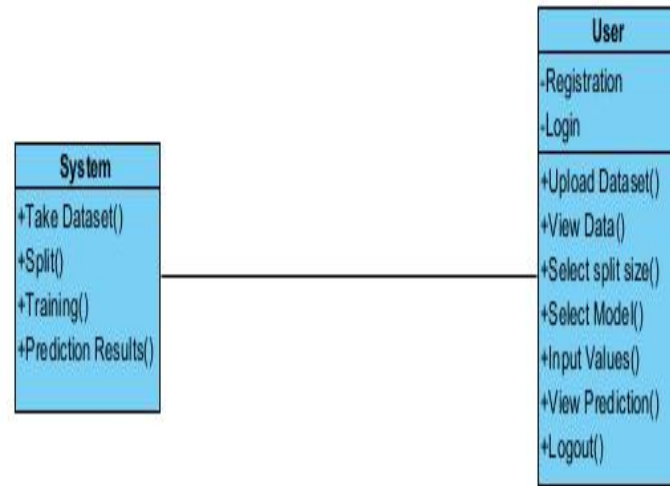 System
+Take Dataset()
+Split()
+Training()
+Prediction Results()
User
-Registration
-Login
+Upload Dataset()
+View Data()
+Select split size()
+Select Model()
+Input Values()
+View Prediction()
+Logout()